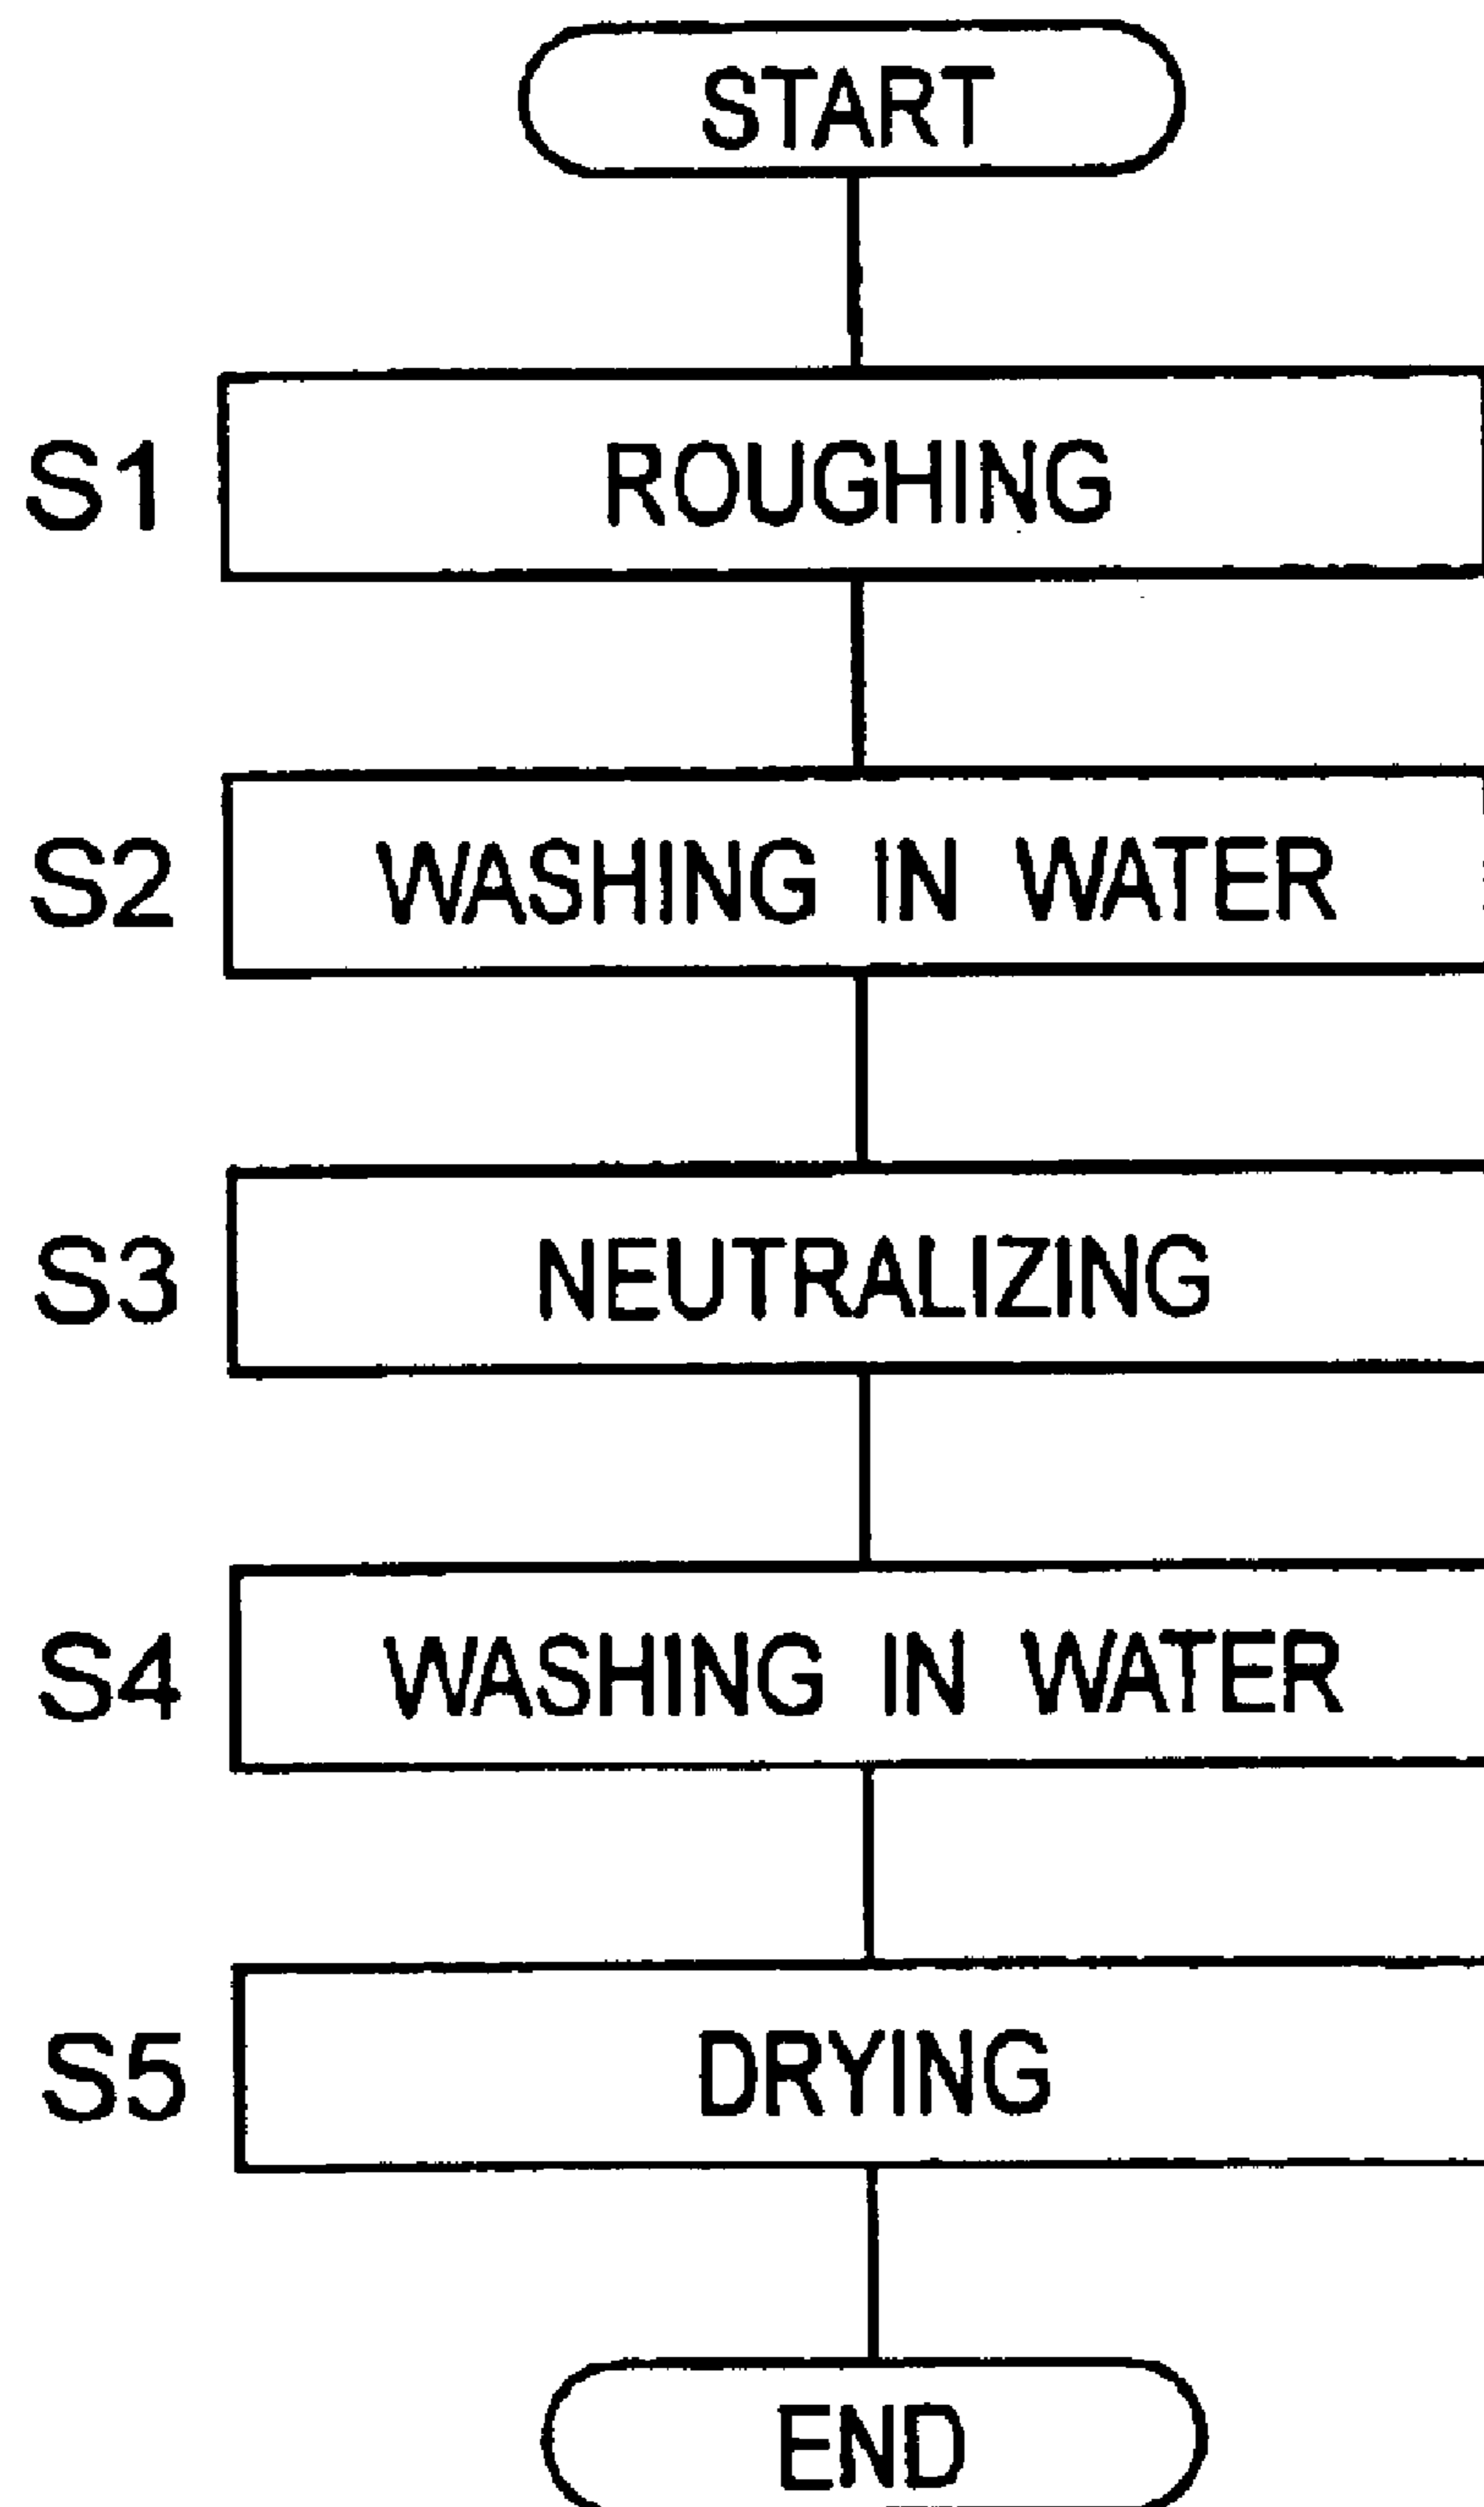 START
S1 ROUGHING
S2 WASHING IN WATER
S3 NEUTRALIZING
S4 WASHING IN WATER
S5 DRYING
END